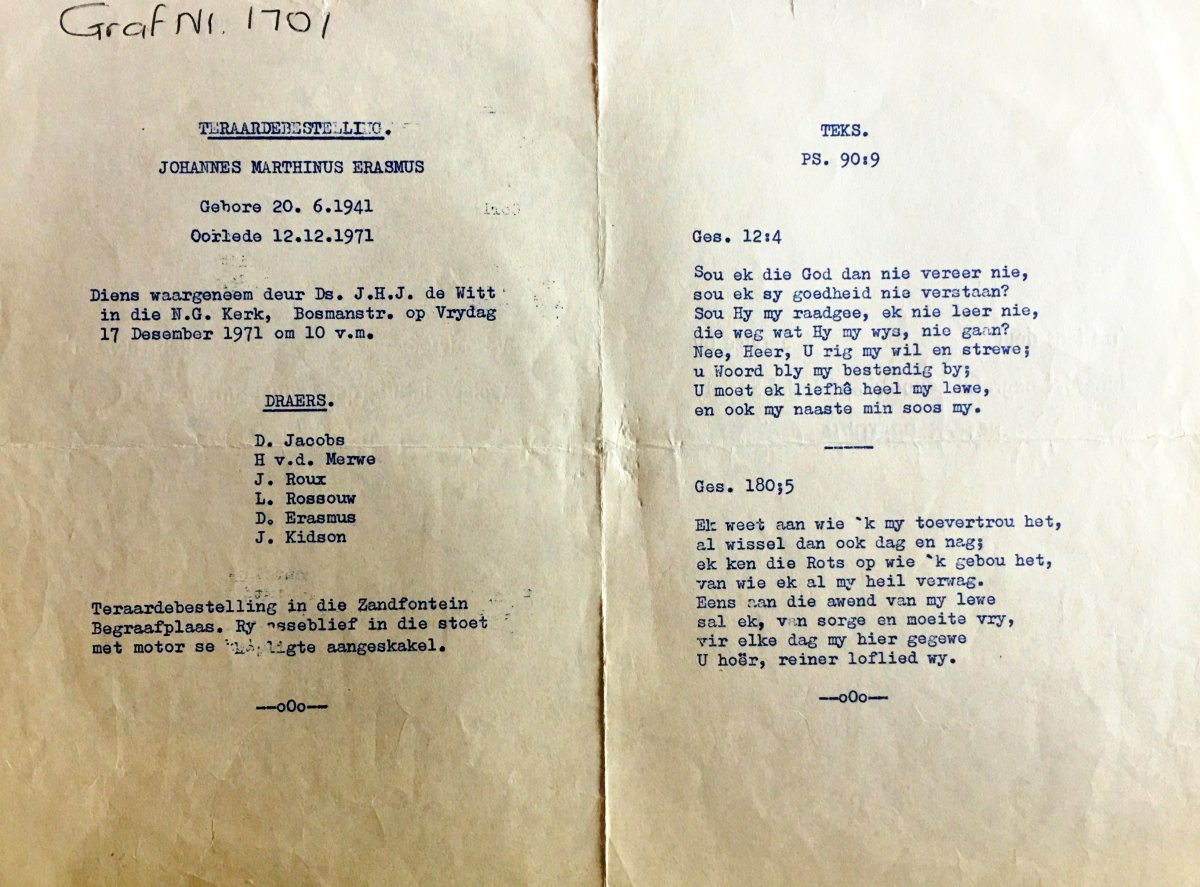 Graf Nr. 1701
TERAARDEBESTELLING.
JOHANNES MARTHINUS ERASMUS
Gebore 20. 6.1941
Oorlede 12.12.1971
Diens waargeneem deur Ds. J.H.J. de Witt
in die N.G. Kerk, Bosmanstr. op Vrydag
17 Desember 1971 om 10 v.m.
DRAERS.
D. Jacobs
H v.d. Merwe
J. Roux
L. Rossouw
D. Erasmus
J. Kidson
Teraardebestelling in die Zandfontein
Begraafplaas. Ry asseblief in die stoet
met motor se ligte aangeskakel.
—oOo—
TEKS.
PS. 90:9
Ges. 12:4
Sou ek die God dan nie vereer nie,
sou ek sy goedheid nie verstaan?
Sou Hy my raadgee, ek nie leer nie,
die weg wat Hy my wys, nie gaan?
Nee, Heer, U rig my wil en strewe;
u Woord bly my bestendig by;
U moet ek liefhê heel my lewe,
en ook my naaste min soos my.
Ges. 180;5
Ek weet aan wie `k my toevertrou het,
al wissel dan ook dag en nag;
ek ken die Rots op wie `k gebou het,
van wie ek al my heil verwag.
Eens aan die awend van my lewe
sal ek, van sorge en moeite vry,
vir elke dag my hier gegewe
U hoër, reiner loflied wy.
—oOo—